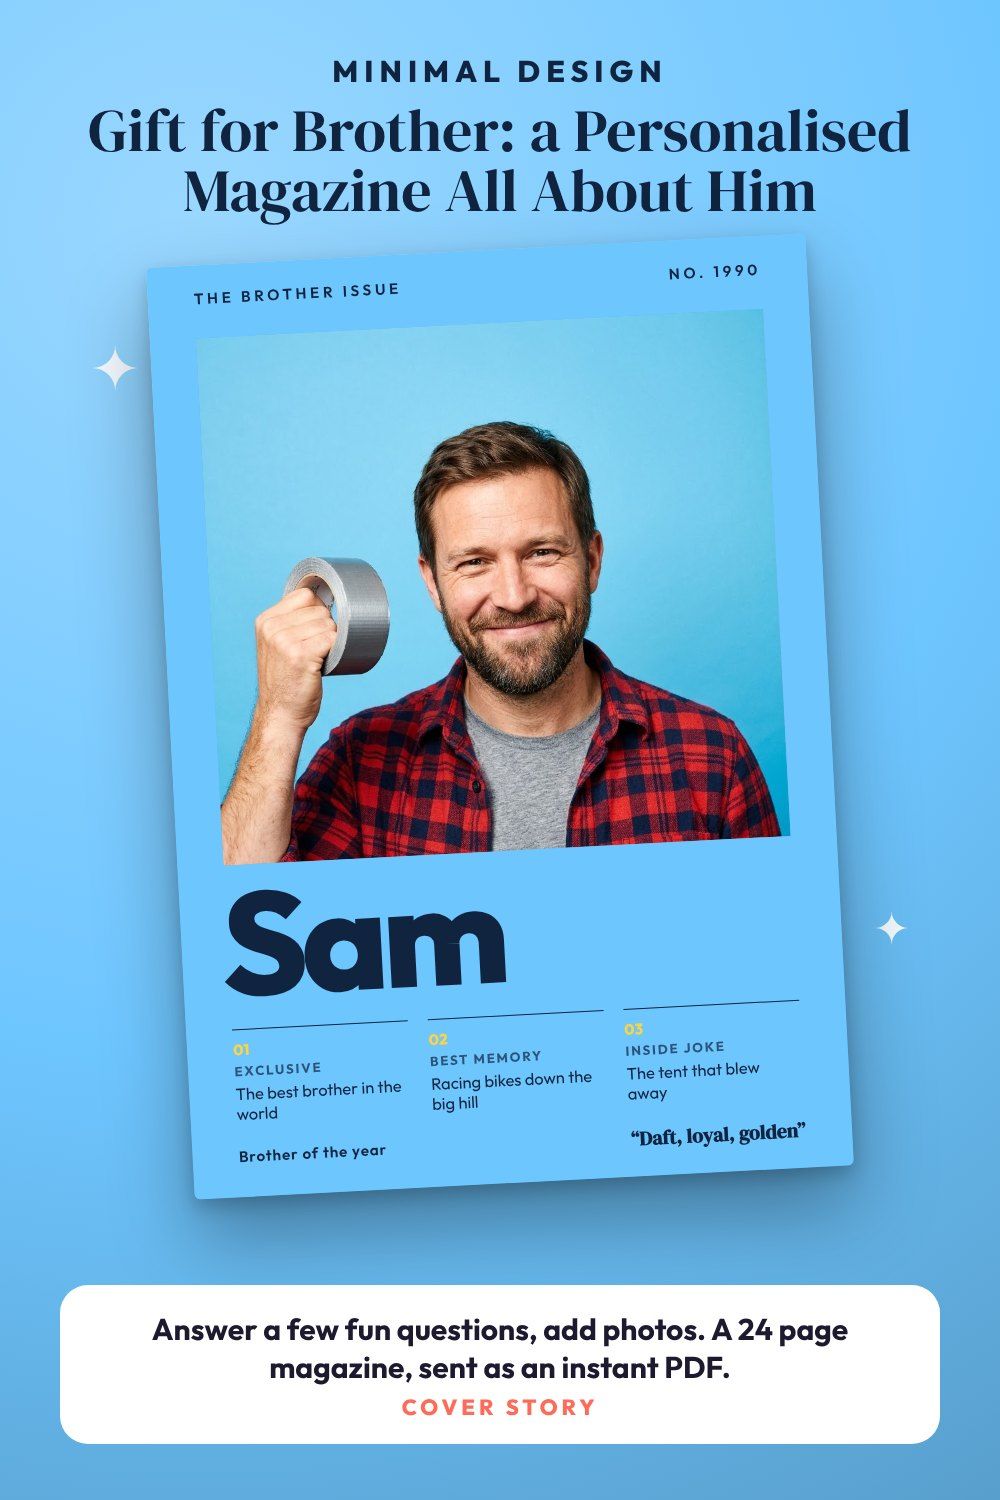 MINIMAL DESIGN
Gift for Brother: a Personalised
Magazine All About Him
THE BROTHER ISSUE
NO. 1990
Sam
01
EXCLUSIVE
The best brother in the
world
02
BEST MEMORY
Racing bikes down the
big hill
03
INSIDE JOKE
The tent that blew
away
Brother of the year
“Daft, loyal, golden”
Answer a few fun questions, add photos. A 24 page
magazine, sent as an instant PDF.
COVER STORY